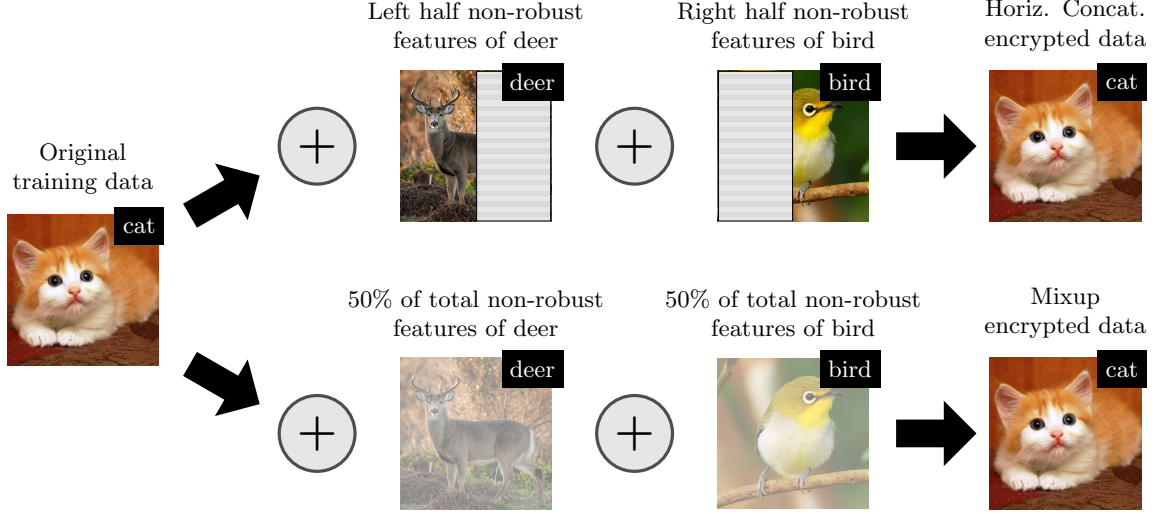 Original
training data
cat
Left half non-robust
features of deer
deer
Right half non-robust
features of bird
bird
Horiz. Concat.
encrypted data
cat
50% of total non-robust
features of deer
deer
50% of total non-robust
features of bird
bird
Mixup
encrypted data
cat